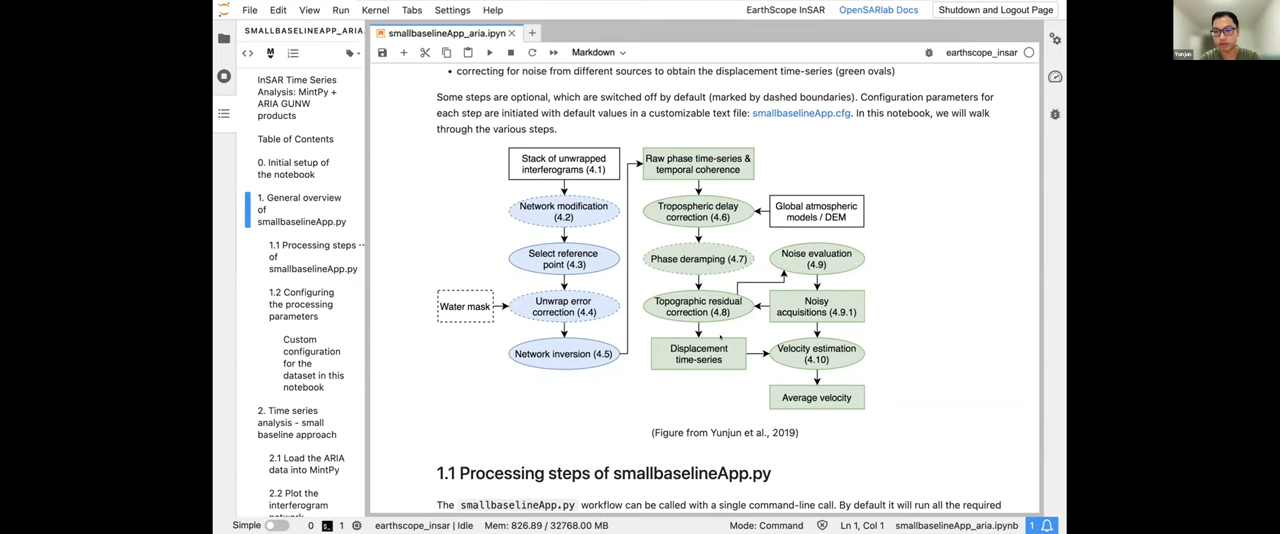 File Edit View Run Kernel Tabs Settings Help EarthScope InSAR OpenSARlab Docs Shutdown and Logout Page
SMALLBASELINEAPP_ARIA.
InSAR Time Series
Analysis: MintPy +
ARIA GUNW
products
Table of Contents
0. Initial setup of
the notebook
1. General overview
of
smallbaselineApp.py
1.1 Processing steps
of
smallbaselineApp.py
1.2 Configuring
the processing
parameters
Custom
configuration
for the
dataset in this
notebook
2. Time series
analysis - small
baseline approach
2.1 Load the ARIA
data into MintPy
2.2 Plot the
interferogram
network
smallbaselineApp_aria.ipyn
Markdown
earthscope_insar
• correcting for noise from different sources to obtain the displacement time-series (green ovals)
Some steps are optional, which are switched off by default (marked by dashed boundaries). Configuration parameters for
each step are initiated with default values in a customizable text file: smallbaselineApp.cfg. In this notebook, we will walk
through the various steps.
Stack of unwrapped
interferograms (4.1)
Network modification
(4.2)
Select reference
point (4.3)
Water mask
Unwrap error
correction (4.4)
Network inversion (4.5)
Raw phase time-series &
temporal coherence
Tropospheric delay
correction (4.6)
Global atmospheric
models / DEM
Phase deramping (4.7)
Noise evaluation
(4.9)
Topographic residual
correction (4.8)
Noisy
acquisitions (4.9.1)
Displacement
time-series
Velocity estimation
(4.10)
Average velocity
(Figure from Yunjun et al., 2019)
1.1 Processing steps of smallbaselineApp.py
The smallbaselineApp.py workflow can be called with a single command-line call. By default it will run all the required
Simple 0 1 earthscope_insar | Idle Mem: 826.89 / 32768.00 MB Mode: Command Ln 1, Col 1 smallbaselineApp_aria.ipynb 1
Yunjun